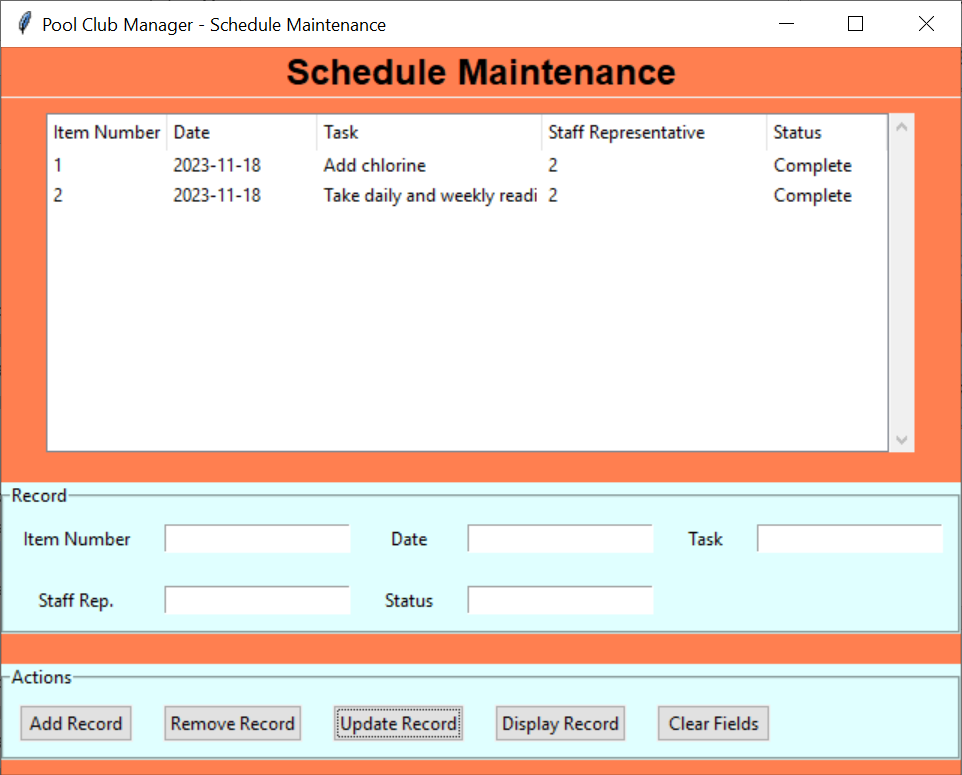 Pool Club Manager - Schedule Maintenance
Schedule Maintenance
Item Number Date Task Staff Representative Status
1 2023-11-18 Add chlorine 2 Complete
2 2023-11-18 Take daily and weekly readi 2 Complete
Record
Item Number Date Task
Staff Rep. Status
Actions
Add Record Remove Record Update Record Display Record Clear Fields